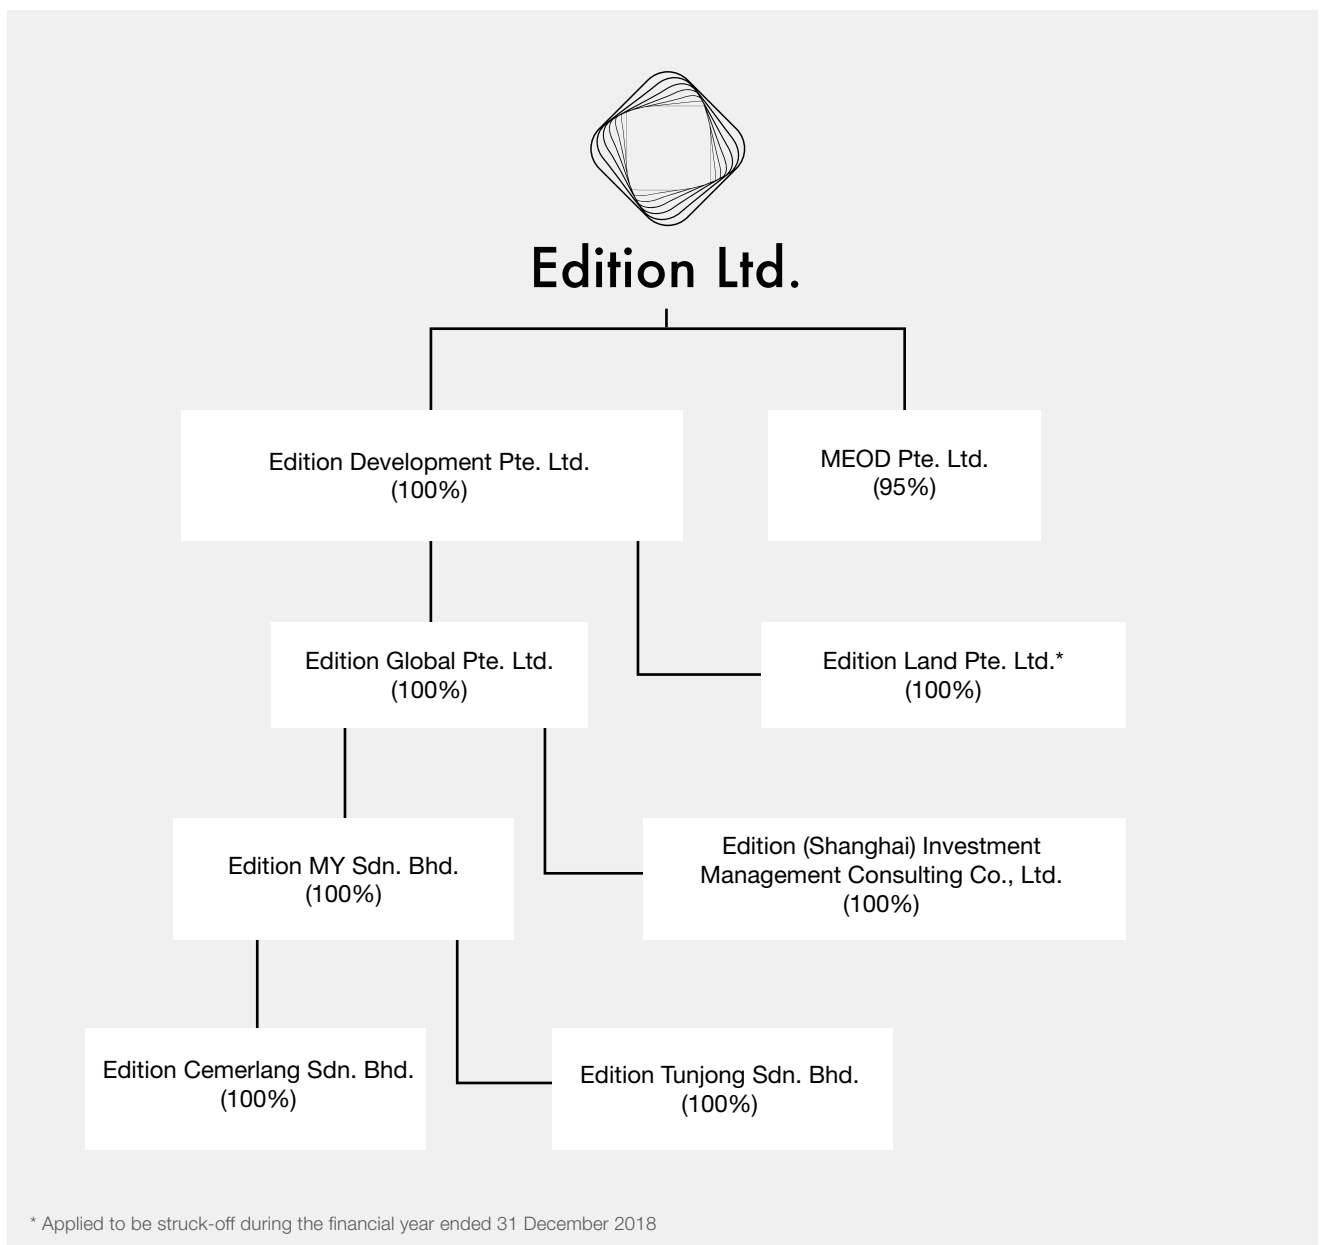 Edition Ltd.
Edition Development Pte. Ltd.
(100%)
MEOD Pte. Ltd.
(95%)
Edition Global Pte. Ltd.
(100%)
Edition Land Pte. Ltd.*
(100%)
Edition MY Sdn. Bhd.
(100%)
Edition (Shanghai) Investment
Management Consulting Co., Ltd.
(100%)
Edition Cemerlang Sdn. Bhd.
(100%)
Edition Tunjong Sdn. Bhd.
(100%)
* Applied to be struck-off during the financial year ended 31 December 2018